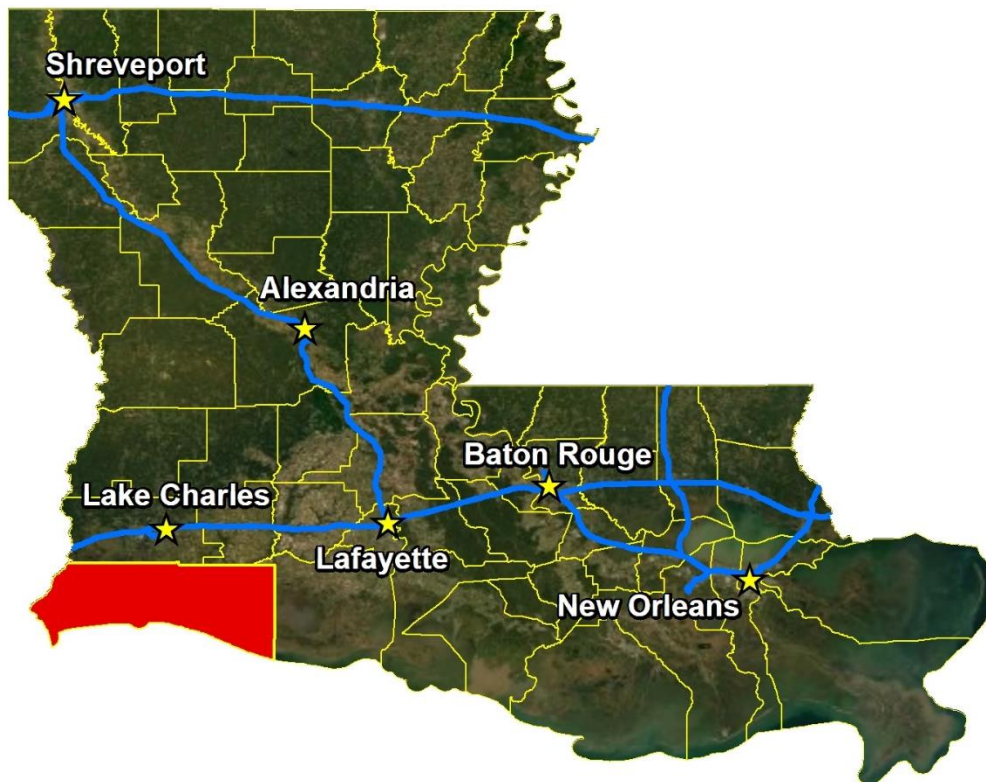 Shreveport
Alexandria
Baton Rouge
Lake Charles
Lafayette
New Orleans